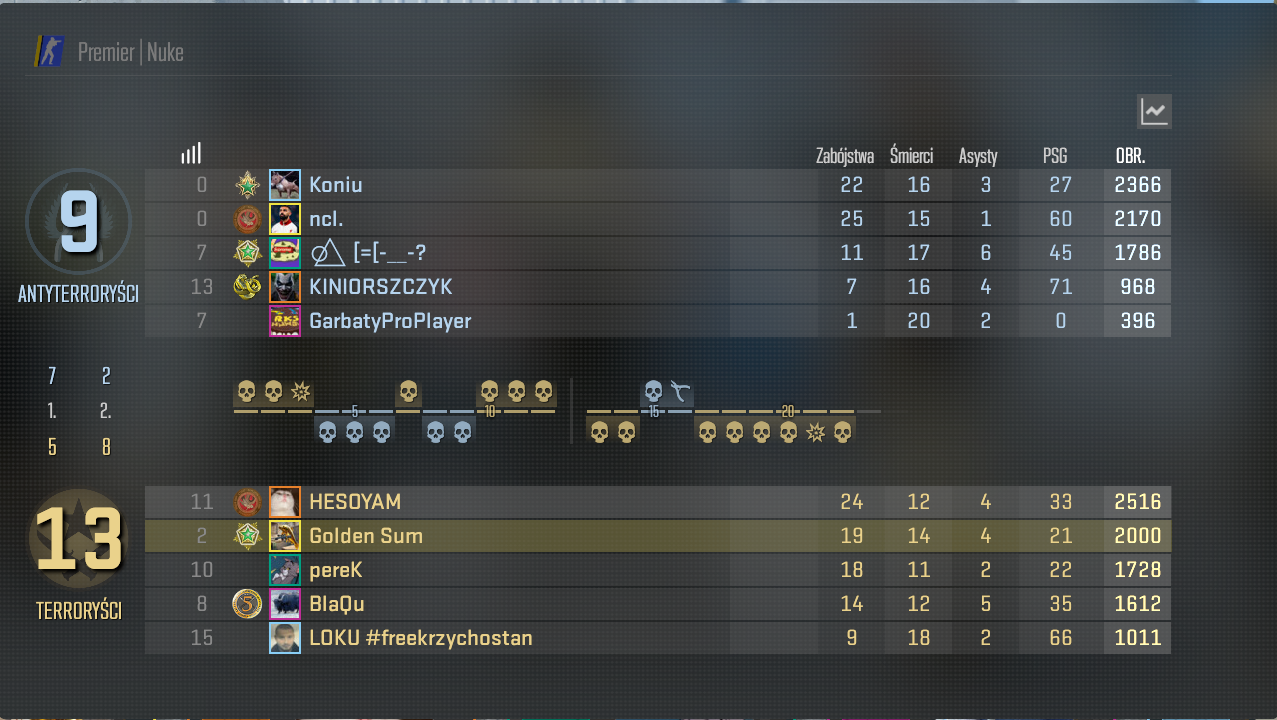 Premier | Nuke
Zabójstwa Śmierci Asysty PSG OBR.
0 Koniu 22 16 3 27 2366
0 ncl. 25 15 1 60 2170
7 [=[-__-? 11 17 6 45 1786
13 KINIORSZCZYK 7 16 4 71 968
7 GarbatyProPlayer 1 20 2 0 396
9
ANTYTERRORYŚCI
7 2
1. 2.
5 8
5 10 15 20
11 HESOYAM 24 12 4 33 2516
2 Golden Sum 19 14 4 21 2000
10 pereK 18 11 2 22 1728
8 5 BlaQu 14 12 5 35 1612
15 LOKU #freekrzychostan 9 18 2 66 1011
13
TERRORYŚCI